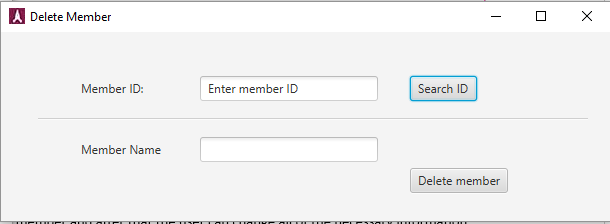 Delete Member
Member ID:
Enter member ID
Search ID
Member Name
Delete member